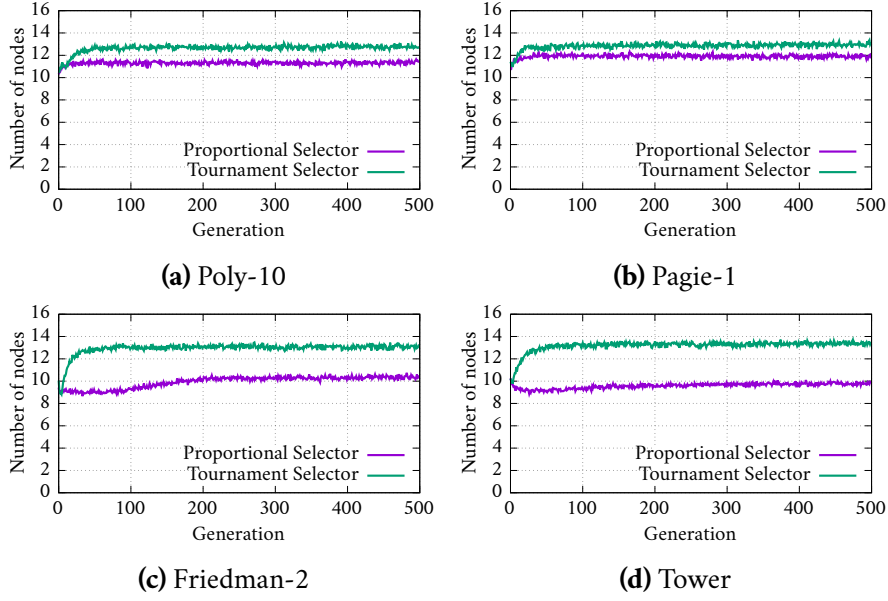 Number of nodes
16
14
12
10
8
6
4
2
0
Proportional Selector
Tournament Selector
0 100 200 300 400 500
Generation
(a) Poly-10
Number of nodes
16
14
12
10
8
6
4
2
0
Proportional Selector
Tournament Selector
0 100 200 300 400 500
Generation
(b) Pagie-1
Number of nodes
16
14
12
10
8
6
4
2
0
Proportional Selector
Tournament Selector
0 100 200 300 400 500
Generation
(c) Friedman-2
Number of nodes
16
14
12
10
8
6
4
2
0
Proportional Selector
Tournament Selector
0 100 200 300 400 500
Generation
(d) Tower